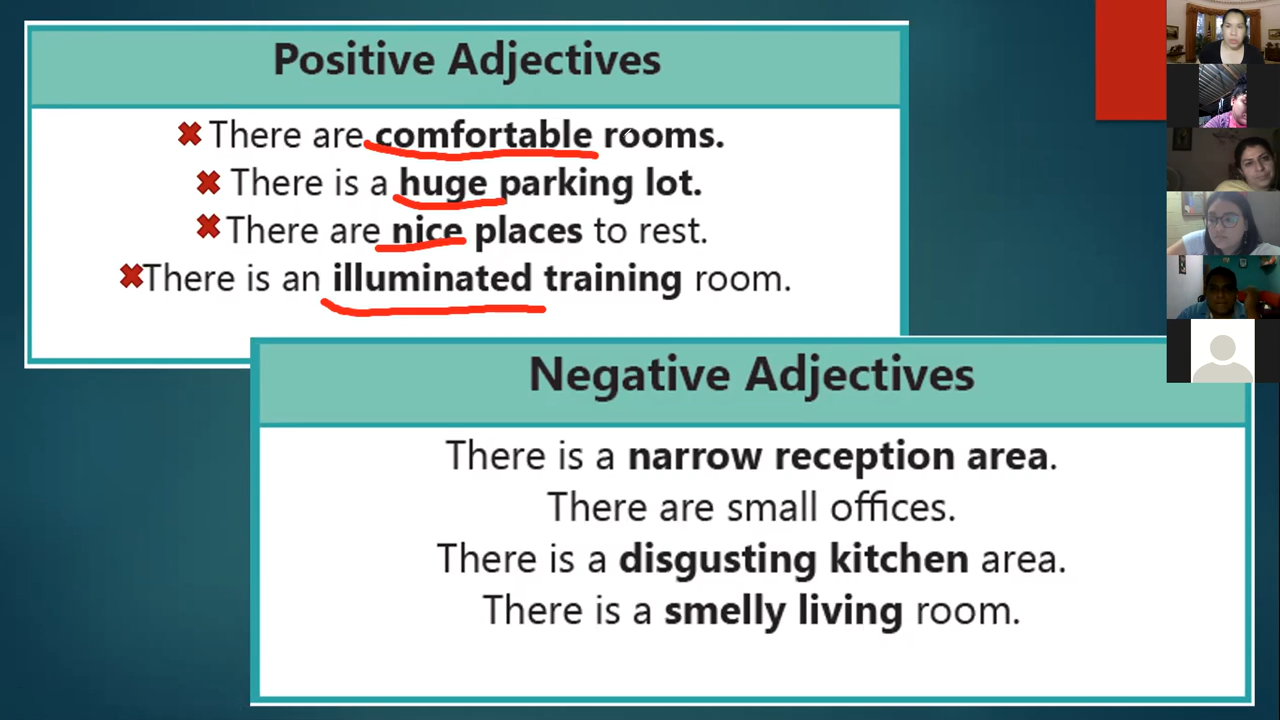 Positive Adjectives
There are comfortable rooms.
There is a huge parking lot.
There are nice places to rest.
There is an illuminated training room.
Negative Adjectives
There is a narrow reception area.
There are small offices.
There is a disgusting kitchen area.
There is a smelly living room.